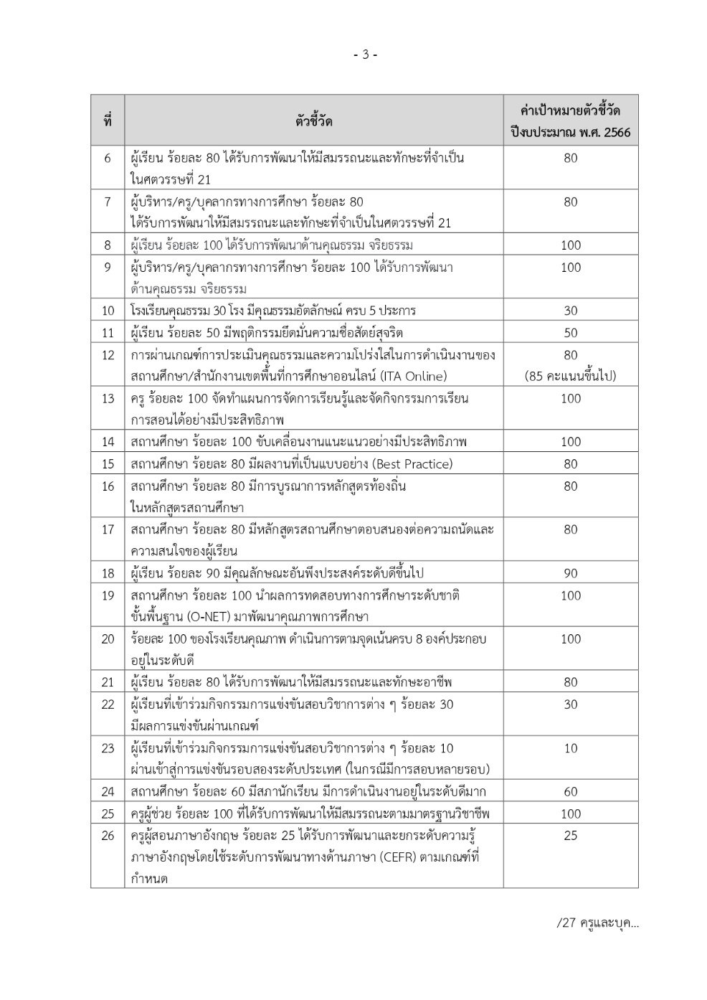 - 3 -
ที่ ตัวชี้วัด ค่าเป้าหมายตัวชี้วัด
ปีงบประมาณ พ.ศ. 2566
6 ผู้เรียน ร้อยละ 80 ได้รับการพัฒนาให้มีสมรรถนะและทักษะที่จำเป็น 80
ในศตวรรษที่ 21
7 ผู้บริหาร/ครู/บุคลากรทางการศึกษา ร้อยละ 80 80
ได้รับการพัฒนาให้มีสมรรถนะและทักษะที่จำเป็นในศตวรรษที่ 21
8 ผู้เรียน ร้อยละ 100 ได้รับการพัฒนาด้านคุณธรรม จริยธรรม 100
9 ผู้บริหาร/ครู/บุคลากรทางการศึกษา ร้อยละ 100 ได้รับการพัฒนา 100
ด้านคุณธรรม จริยธรรม
10 โรงเรียนคุณธรรม 30 โรง มีคุณธรรมอัตลักษณ์ ครบ 5 ประการ 30
11 ผู้เรียน ร้อยละ 50 มีพฤติกรรมยึดมั่นความซื่อสัตย์สุจริต 50
12 การผ่านเกณฑ์การประเมินคุณธรรมและความโปร่งใสในการดำเนินงานของ 80
สถานศึกษา/สำนักงานเขตพื้นที่การศึกษาออนไลน์ (ITA Online) (85 คะแนนขึ้นไป)
13 ครู ร้อยละ 100 จัดทำแผนการจัดการเรียนรู้และจัดกิจกรรมการเรียน 100
การสอนได้อย่างมีประสิทธิภาพ
14 สถานศึกษา ร้อยละ 100 ขับเคลื่อนงานแนะแนวอย่างมีประสิทธิภาพ 100
15 สถานศึกษา ร้อยละ 80 มีผลงานที่เป็นแบบอย่าง (Best Practice) 80
16 สถานศึกษา ร้อยละ 80 มีการบูรณาการหลักสูตรท้องถิ่น 80
ในหลักสูตรสถานศึกษา
17 สถานศึกษา ร้อยละ 80 มีหลักสูตรสถานศึกษาตอบสนองต่อความถนัดและ 80
ความสนใจของผู้เรียน
18 ผู้เรียน ร้อยละ 90 มีคุณลักษณะอันพึงประสงค์ระดับดีขึ้นไป 90
19 สถานศึกษา ร้อยละ 100 นำผลการทดสอบทางการศึกษาระดับชาติ 100
ขั้นพื้นฐาน (O-NET) มาพัฒนาคุณภาพการศึกษา
20 ร้อยละ 100 ของโรงเรียนคุณภาพ ดำเนินการตามจุดเน้นครบ 8 องค์ประกอบ 100
อยู่ในระดับดี
21 ผู้เรียน ร้อยละ 80 ได้รับการพัฒนาให้มีสมรรถนะและทักษะอาชีพ 80
22 ผู้เรียนที่เข้าร่วมกิจกรรมการแข่งขันสอบวิชาการต่าง ๆ ร้อยละ 30 30
มีผลการแข่งขันผ่านเกณฑ์
23 ผู้เรียนที่เข้าร่วมกิจกรรมการแข่งขันสอบวิชาการต่าง ๆ ร้อยละ 10 10
ผ่านเข้าสู่การแข่งขันรอบสองระดับประเทศ (ในกรณีมีการสอบหลายรอบ)
24 สถานศึกษา ร้อยละ 60 มีสภานักเรียน มีการดำเนินงานอยู่ในระดับดีมาก 60
25 ครูผู้ช่วย ร้อยละ 100 ที่ได้รับการพัฒนาให้มีสมรรถนะตามมาตรฐานวิชาชีพ 100
26 ครูผู้สอนภาษาอังกฤษ ร้อยละ 25 ได้รับการพัฒนาและยกระดับความรู้ 25
ภาษาอังกฤษโดยใช้ระดับการพัฒนาทางด้านภาษา (CEFR) ตามเกณฑ์ที่
กำหนด
/27 ครูและบุค...